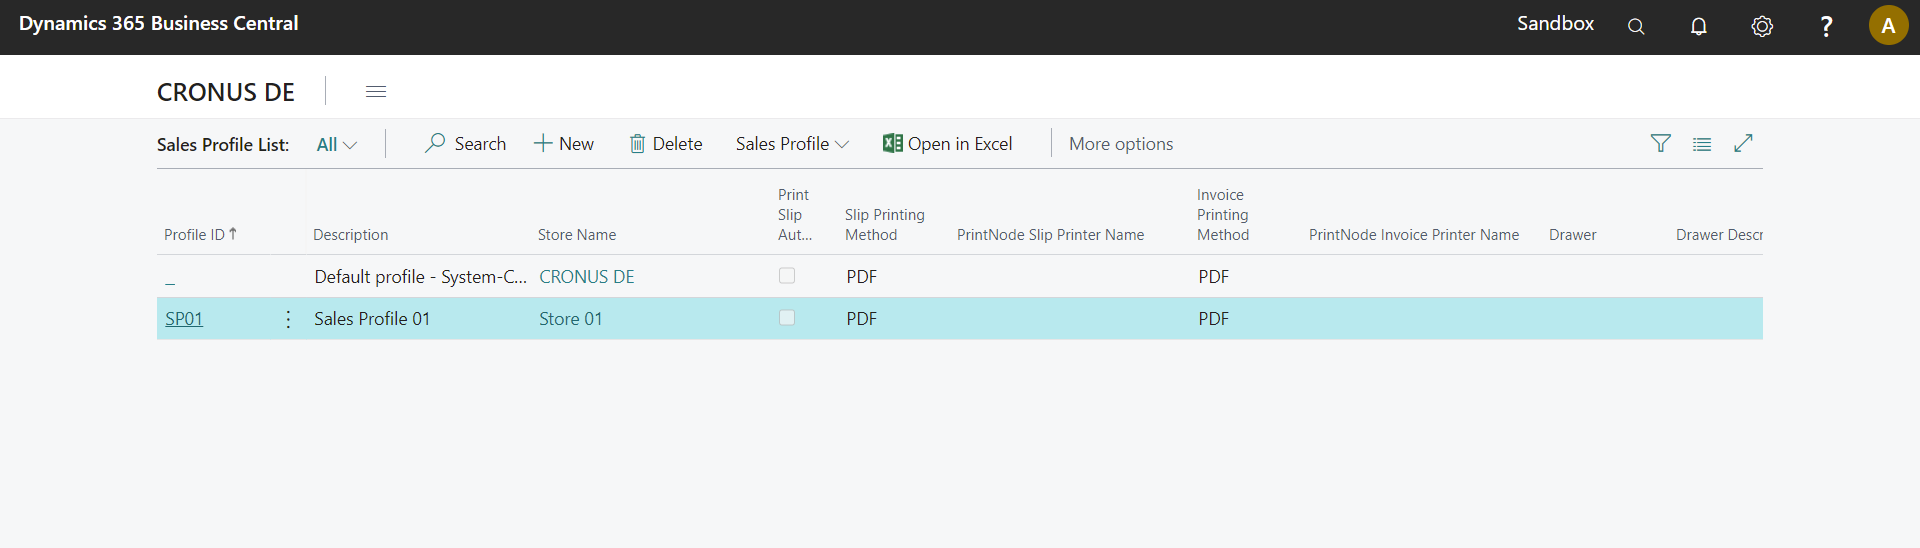 Dynamics 365 Business Central Sandbox ? A
CRONUS DE
Sales Profile List: All Search New Delete Sales Profile Open in Excel More options
Profile ID↑ Description Store Name Print Slip Aut... Slip Printing Method PrintNode Slip Printer Name Invoice Printing Method PrintNode Invoice Printer Name Drawer Drawer Descr
_ Default profile - System-C... CRONUS DE PDF PDF
SP01 Sales Profile 01 Store 01 PDF PDF